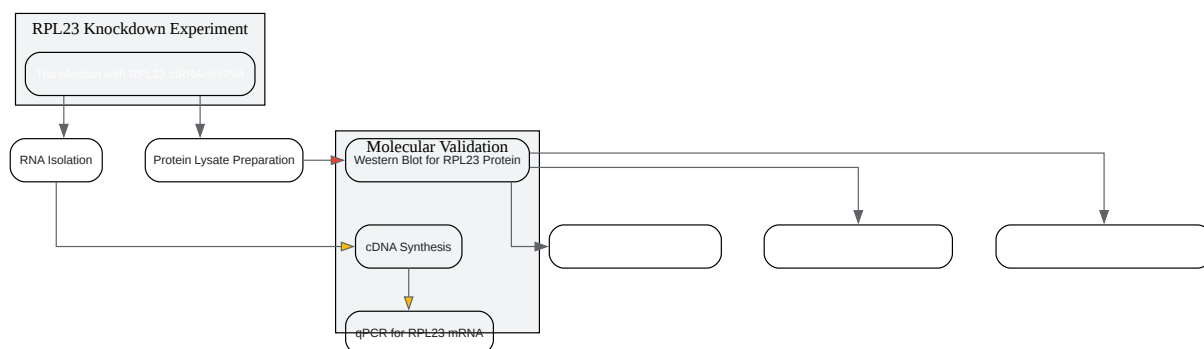 RPL23 Knockdown Experiment
Transfection with RPL23 siRNA/shRNA
RNA Isolation
Protein Lysate Preparation
Molecular Validation
Western Blot for RPL23 Protein
cDNA Synthesis
qPCR for RPL23 mRNA